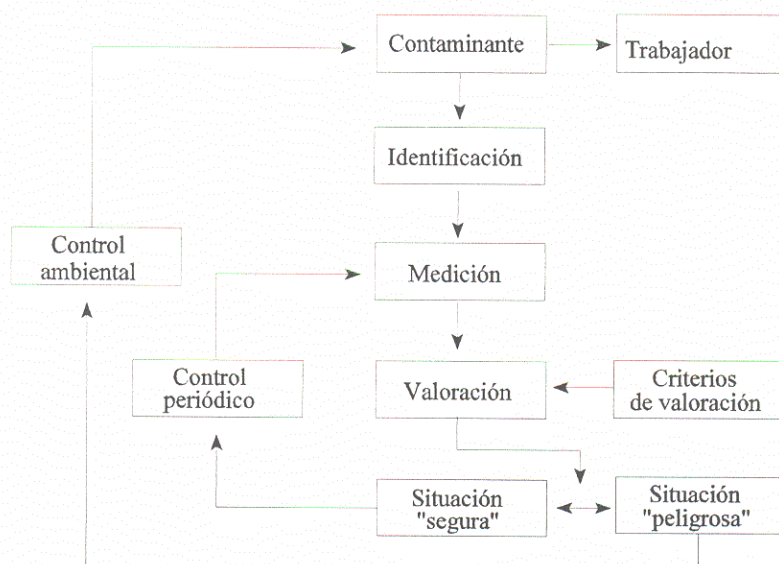 Contaminante
Trabajador
Identificación
Control
ambiental
Medición
Control
periódico
Valoración
Criterios
de valoración
Situación
"segura"
Situación
"peligrosa"